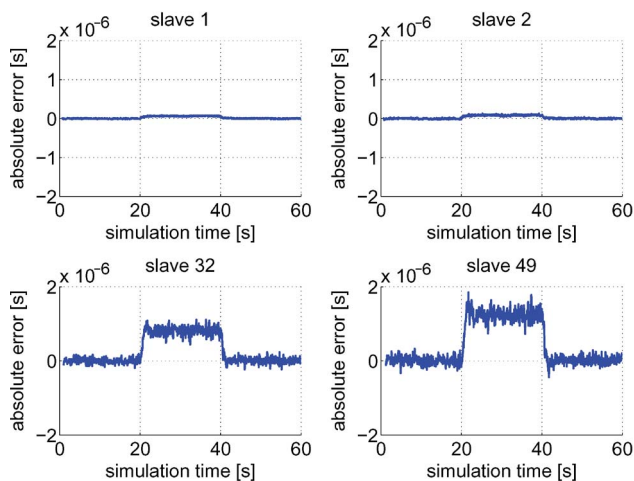 x 10⁻⁶
slave 1
absolute error [s]
2
1
0
−1
−2
0 20 40 60
simulation time [s]
x 10⁻⁶
slave 2
absolute error [s]
2
1
0
−1
−2
0 20 40 60
simulation time [s]
x 10⁻⁶
slave 32
absolute error [s]
2
0
−2
0 20 40 60
simulation time [s]
x 10⁻⁶
slave 49
absolute error [s]
2
0
−2
0 20 40 60
simulation time [s]